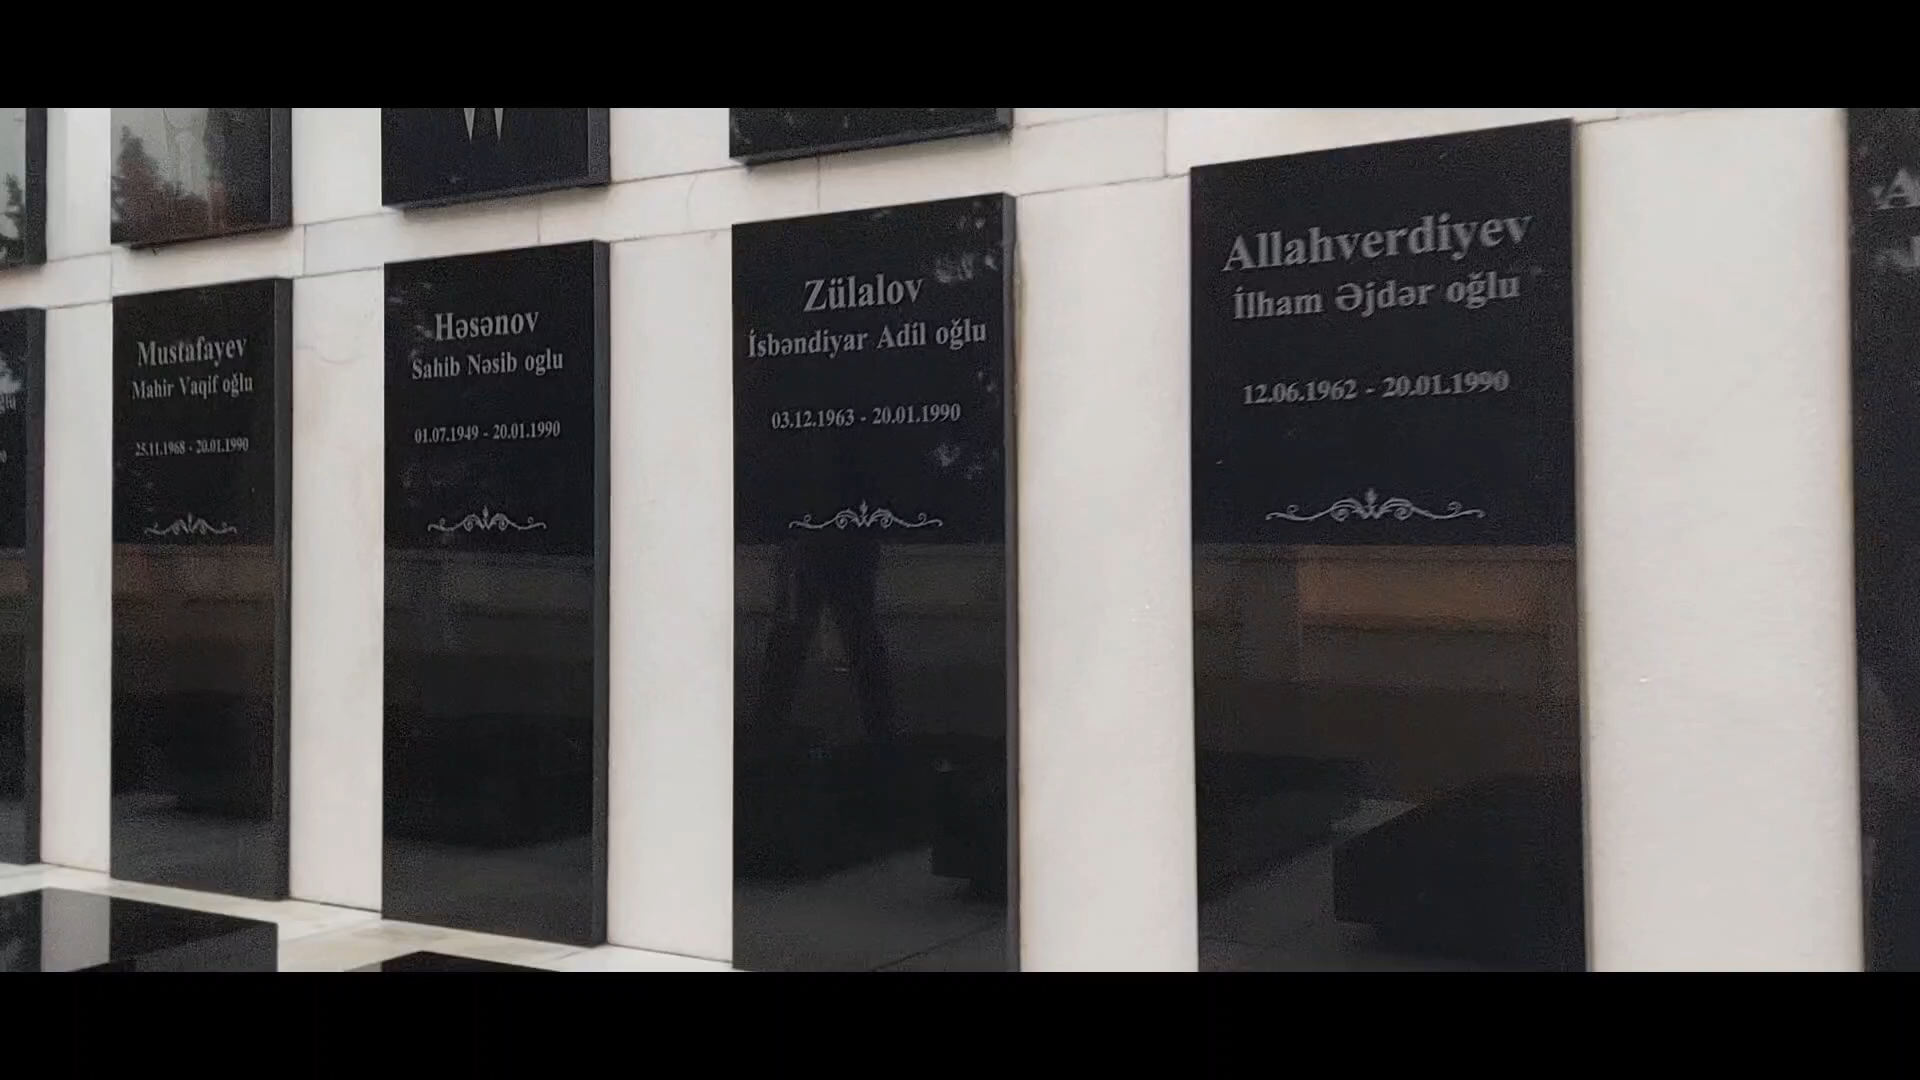 Mustafayev
Mahir Vaqif oğlu
25.11.1968 - 20.01.1990
Həsənov
Sahib Nəsib oglu
01.07.1949 - 20.01.1990
Zülalov
İsbəndiyar Adil oğlu
03.12.1963 - 20.01.1990
Allahverdiyev
İlham Əjdər oğlu
12.06.1962 - 20.01.1990